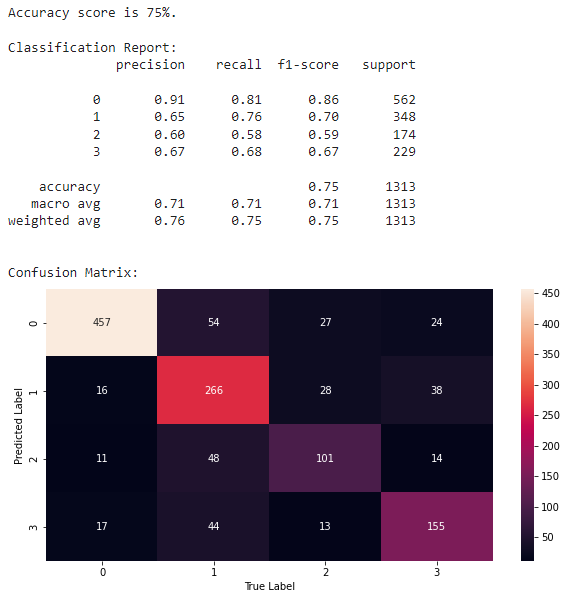 Accuracy score is 75%.
Classification Report:
precision recall f1-score support
0 0.91 0.81 0.86 562
1 0.65 0.76 0.70 348
2 0.60 0.58 0.59 174
3 0.67 0.68 0.67 229
accuracy 0.75 1313
macro avg 0.71 0.71 0.71 1313
weighted avg 0.76 0.75 0.75 1313
Confusion Matrix:
0 457 54 27 24
1 16 266 28 38
2 11 48 101 14
3 17 44 13 155
0 1 2 3
Predicted Label
True Label
450
400
350
300
250
200
150
100
50